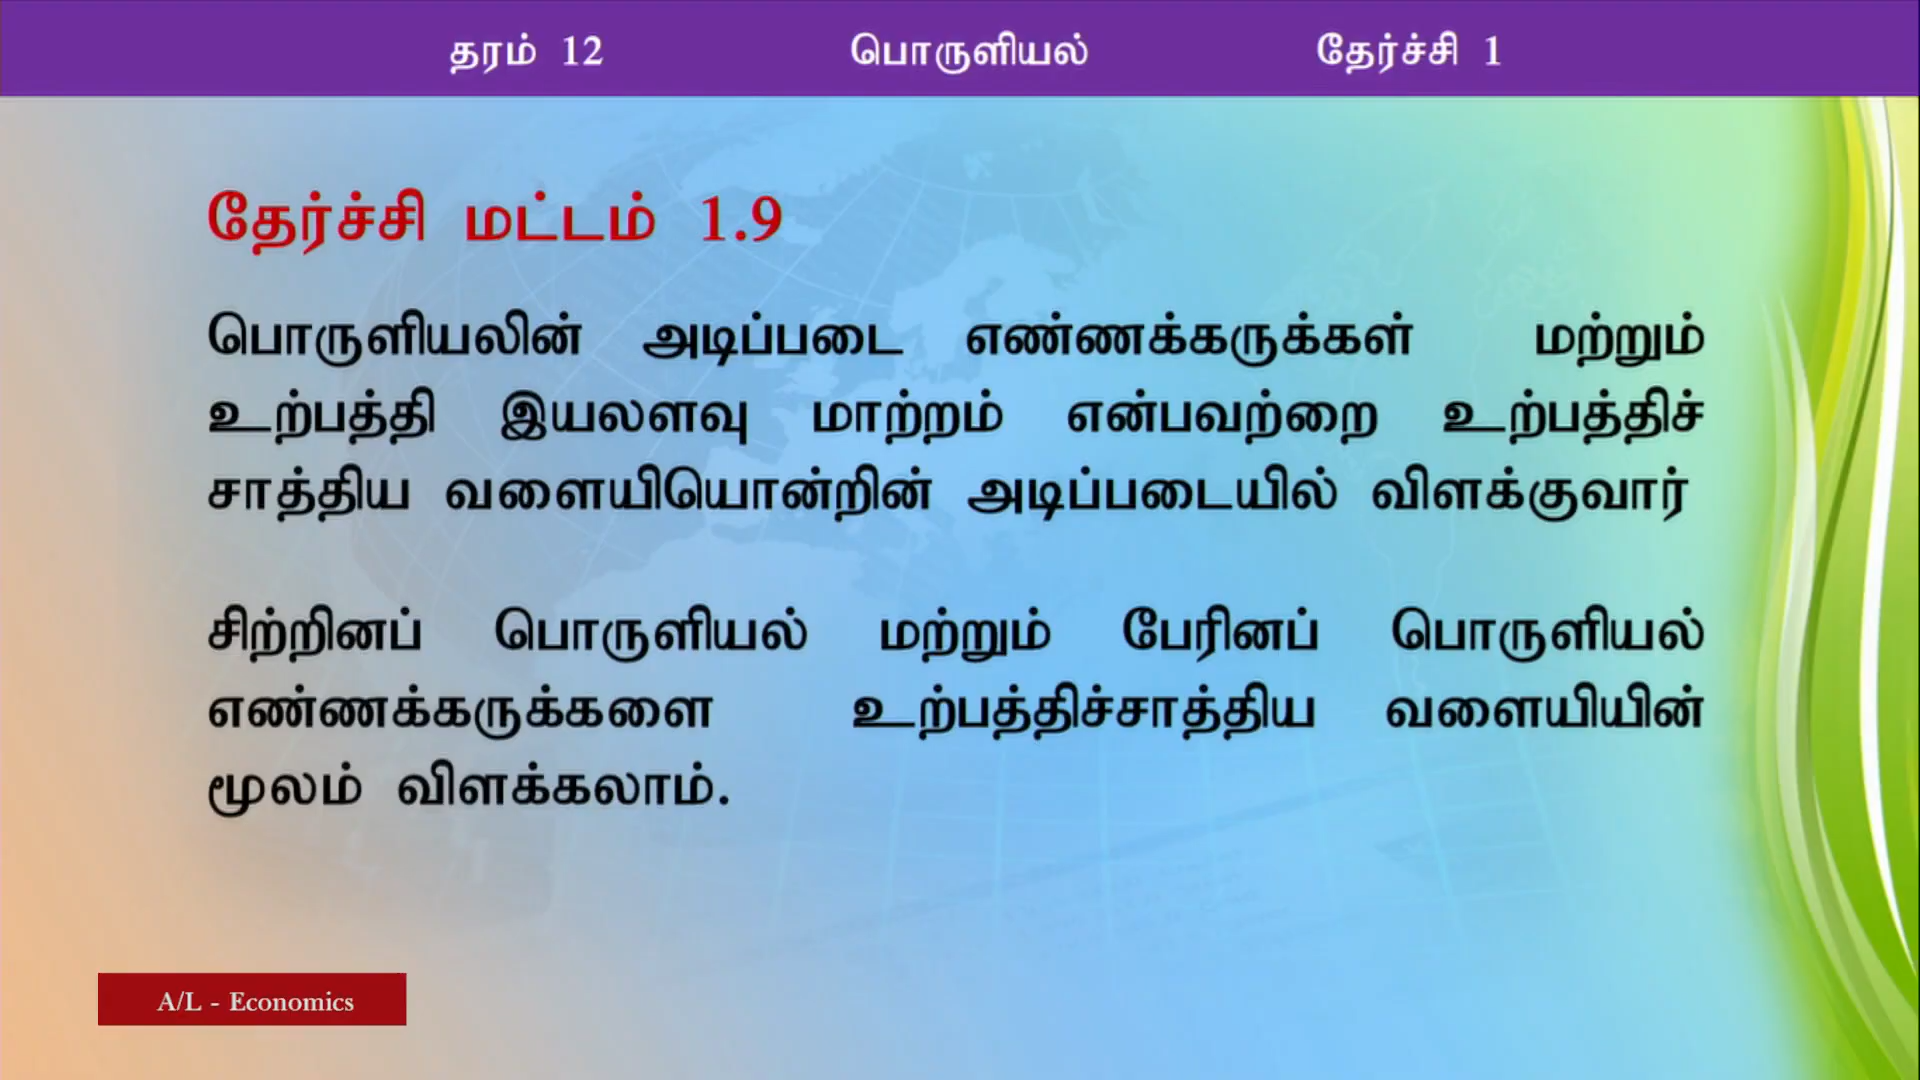 தரம் 12 பொருளியல் தேர்ச்சி 1
தேர்ச்சி மட்டம் 1.9
பொருளியலின் அடிப்படை எண்ணக்கருக்கள் மற்றும்
உற்பத்தி இயலளவு மாற்றம் என்பவற்றை உற்பத்திச்
சாத்திய வளையியொன்றின் அடிப்படையில் விளக்குவார்
சிற்றினப் பொருளியல் மற்றும் பேரினப் பொருளியல்
எண்ணக்கருக்களை உற்பத்திச்சாத்திய வளையியின்
மூலம் விளக்கலாம்.
A/L - Economics